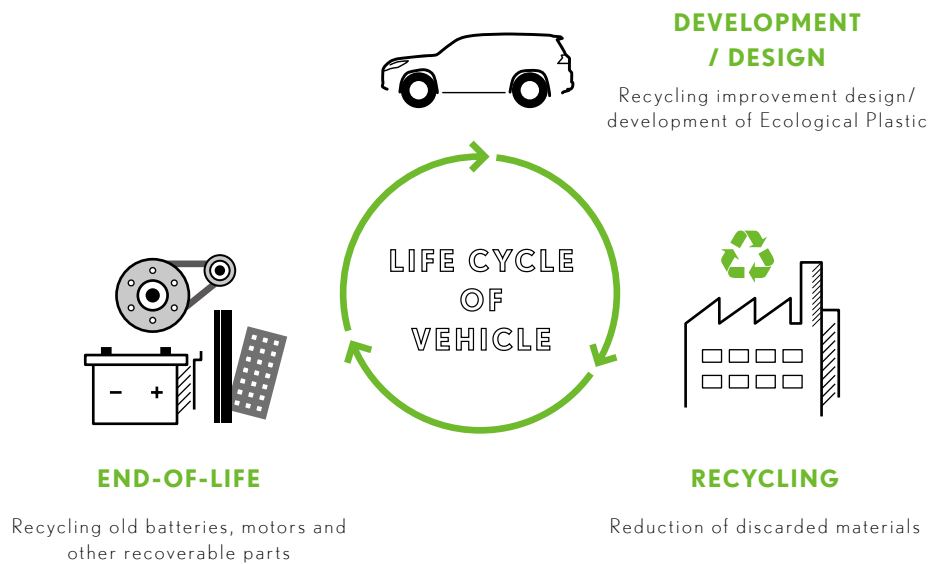 DEVELOPMENT
/ DESIGN
Recycling improvement design/
development of Ecological Plastic
LIFE CYCLE
OF
VEHICLE
END-OF-LIFE
Recycling old batteries, motors and
other recoverable parts
RECYCLING
Reduction of discarded materials